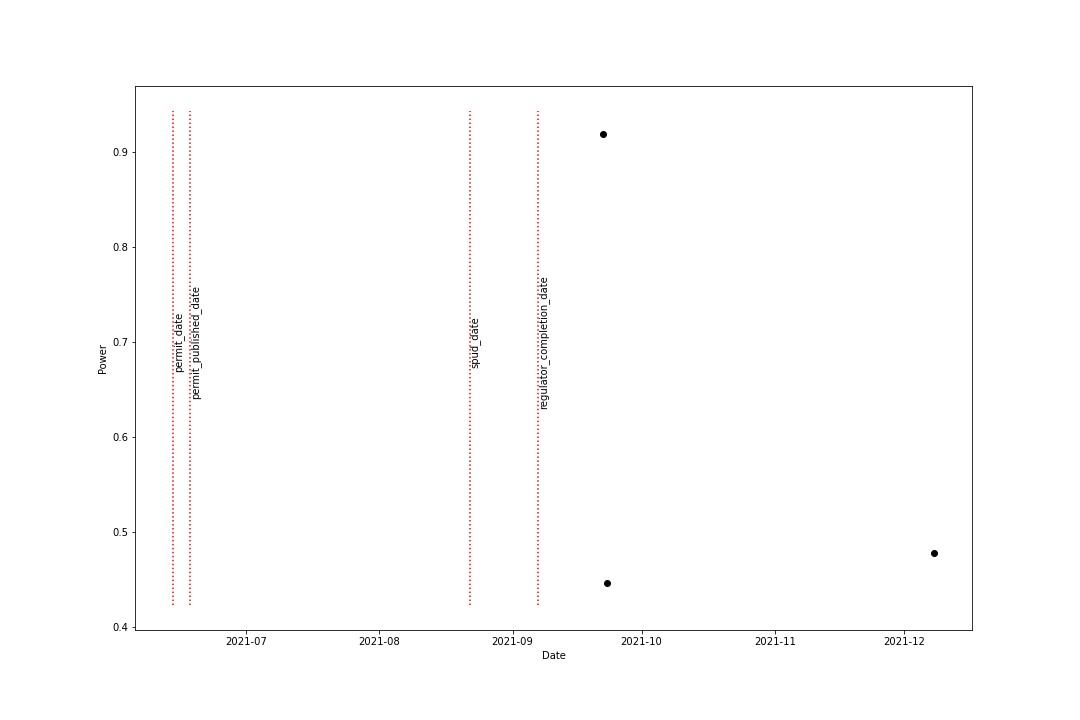 0.9
0.8
0.7
0.6
0.5
0.4
Power
permit_date
permit_published_date
spud_date
regulator_completion_date
2021-07
2021-08
2021-09
2021-10
2021-11
2021-12
Date